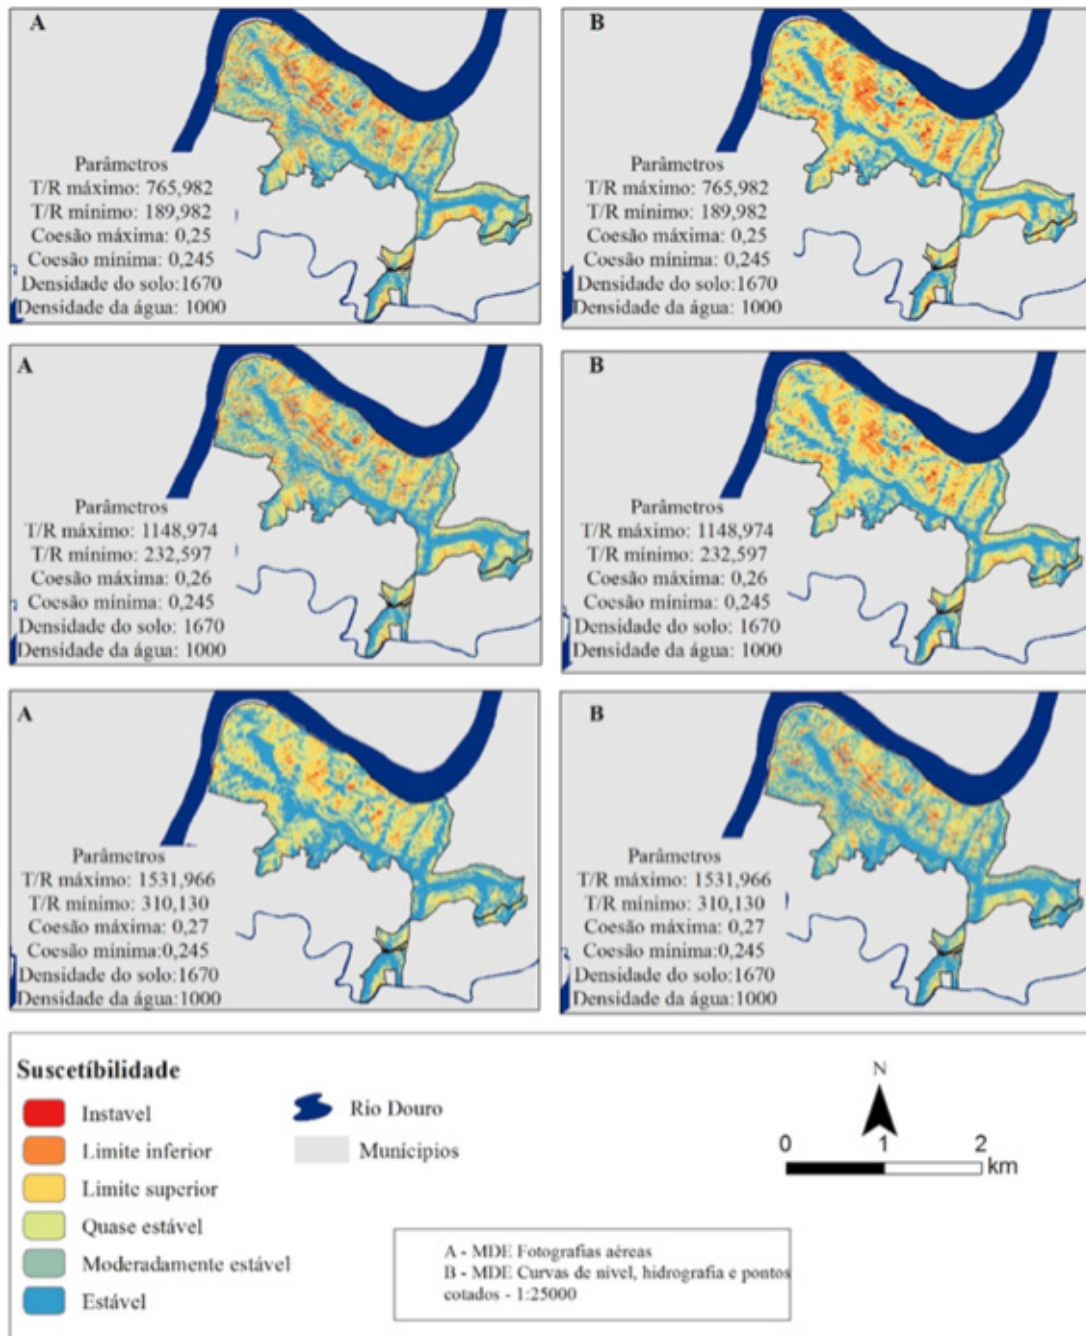 A
Parâmetros
T/R máximo: 765,982
T/R mínimo: 189,982
Coesão máxima: 0,25
Coesão mínima: 0,245
Densidade do solo:1670
Densidade da água: 1000
B
Parâmetros
T/R máximo: 765,982
T/R mínimo: 189,982
Coesão máxima: 0,25
Coesão mínima: 0,245
Densidade do solo: 1670
Densidade da água: 1000
A
Parâmetros
T/R máximo: 1148,974
T/R mínimo: 232,597
Coesão máxima: 0,26
Coesão mínima: 0,245
Densidade do solo: 1670
Densidade da água: 1000
B
Parâmetros
T/R máximo: 1148,974
T/R mínimo: 232,597
Coesão máxima: 0,26
Coesão mínima: 0,245
Densidade do solo: 1670
Densidade da água: 1000
A
Parâmetros
T/R máximo: 1531,966
T/R mínimo: 310,130
Coesão máxima: 0,27
Coesão mínima:0,245
Densidade do solo:1670
Densidade da água:1000
B
Parâmetros
T/R máximo: 1531,966
T/R mínimo: 310,130
Coesão máxima: 0,27
Coesão mínima:0,245
Densidade do solo:1670
Densidade da água:1000
Suscetíbilidade
Instavel
Limite inferior
Limite superior
Quase estável
Moderadamente estável
Estável
Rio Douro
Munícipios
N
0 1 2
km
A - MDE Fotografias aéreas
B - MDE Curvas de nível, hidrografia e pontos
cotados - 1:25000